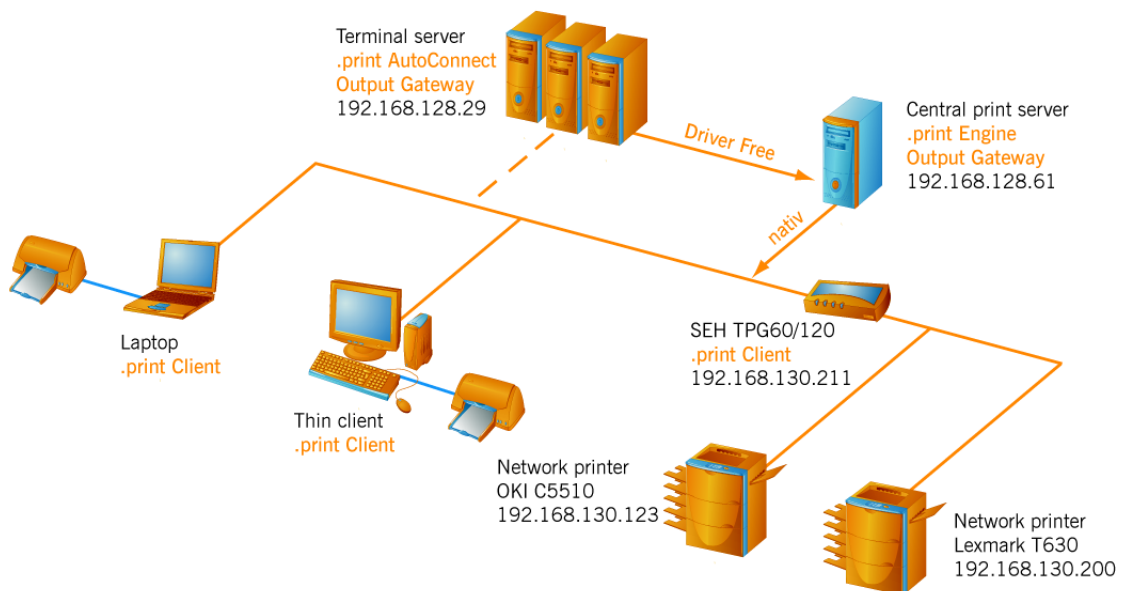 Terminal server
.print AutoConnect
Output Gateway
192.168.128.29
Driver Free
Central print server
.print Engine
Output Gateway
192.168.128.61
nativ
Laptop
.print Client
Thin client
.print Client
SEH TPG60/120
.print Client
192.168.130.211
Network printer
OKI C5510
192.168.130.123
Network printer
Lexmark T630
192.168.130.200